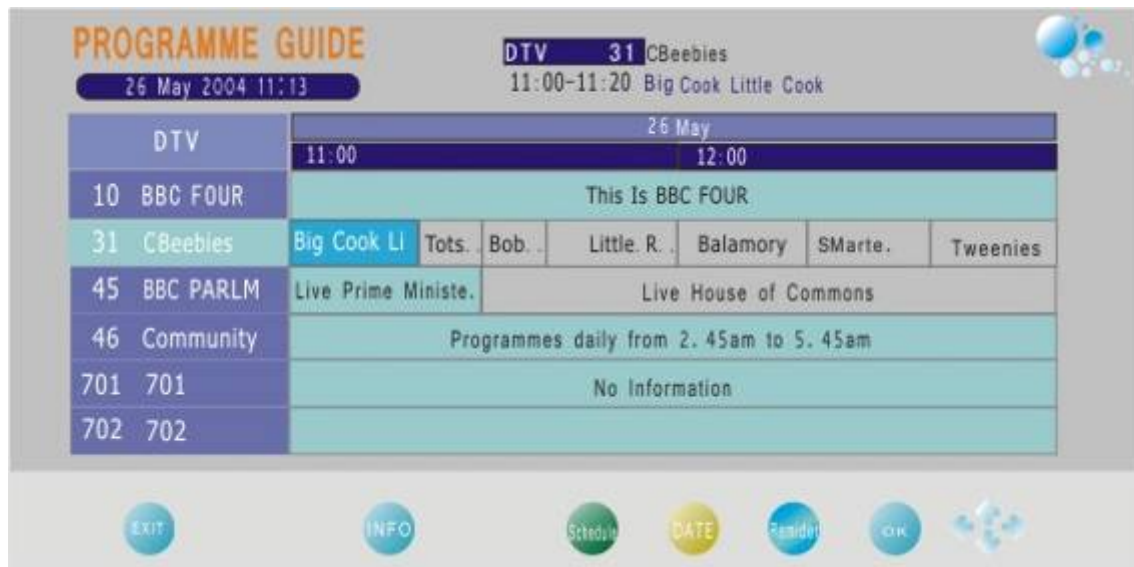 PROGRAMME GUIDE
26 May 2004 11:13
DTV 31 CBeebies
11:00-11:20 Big Cook Little Cook
DTV
26 May
11:00 12:00
10 BBC FOUR This Is BBC FOUR
31 CBeebies Big Cook Li Tots. . Bob. . Little. R. . Balamory SMarte. Tweenies
45 BBC PARLM Live Prime Ministe. Live House of Commons
46 Community Programmes daily from 2. 45am to 5. 45am
701 701 No Information
702 702
EXIT INFO Schedule DATE Remider OK